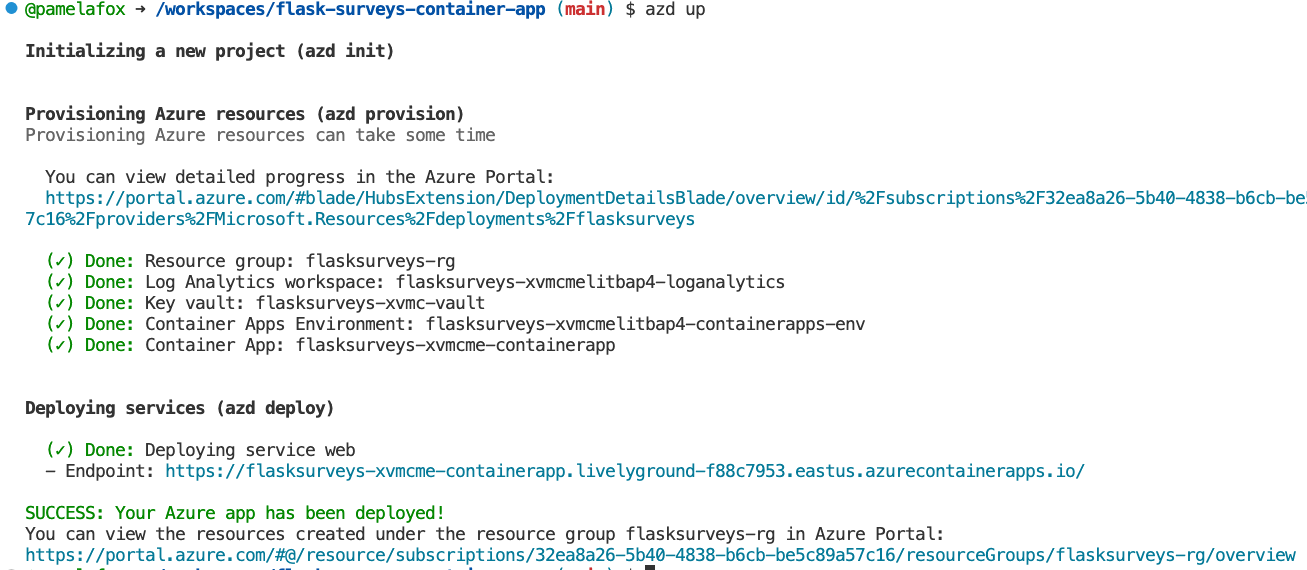 @pamelafox → /workspaces/flask-surveys-container-app (main) $ azd up
Initializing a new project (azd init)
Provisioning Azure resources (azd provision)
Provisioning Azure resources can take some time
You can view detailed progress in the Azure Portal:
https://portal.azure.com/#blade/HubsExtension/DeploymentDetailsBlade/overview/id/%2Fsubscriptions%2F32ea8a26-5b40-4838-b6cb-be5
7c16%2Fproviders%2FMicrosoft.Resources%2Fdeployments%2Fflasksurveys
(✓) Done: Resource group: flasksurveys-rg
(✓) Done: Log Analytics workspace: flasksurveys-xvmcmelitbap4-loganalytics
(✓) Done: Key vault: flasksurveys-xvmc-vault
(✓) Done: Container Apps Environment: flasksurveys-xvmcmelitbap4-containerapps-env
(✓) Done: Container App: flasksurveys-xvmcme-containerapp
Deploying services (azd deploy)
(✓) Done: Deploying service web
- Endpoint: https://flasksurveys-xvmcme-containerapp.livelyground-f88c7953.eastus.azurecontainerapps.io/
SUCCESS: Your Azure app has been deployed!
You can view the resources created under the resource group flasksurveys-rg in Azure Portal:
https://portal.azure.com/#@/resource/subscriptions/32ea8a26-5b40-4838-b6cb-be5c89a57c16/resourceGroups/flasksurveys-rg/overview